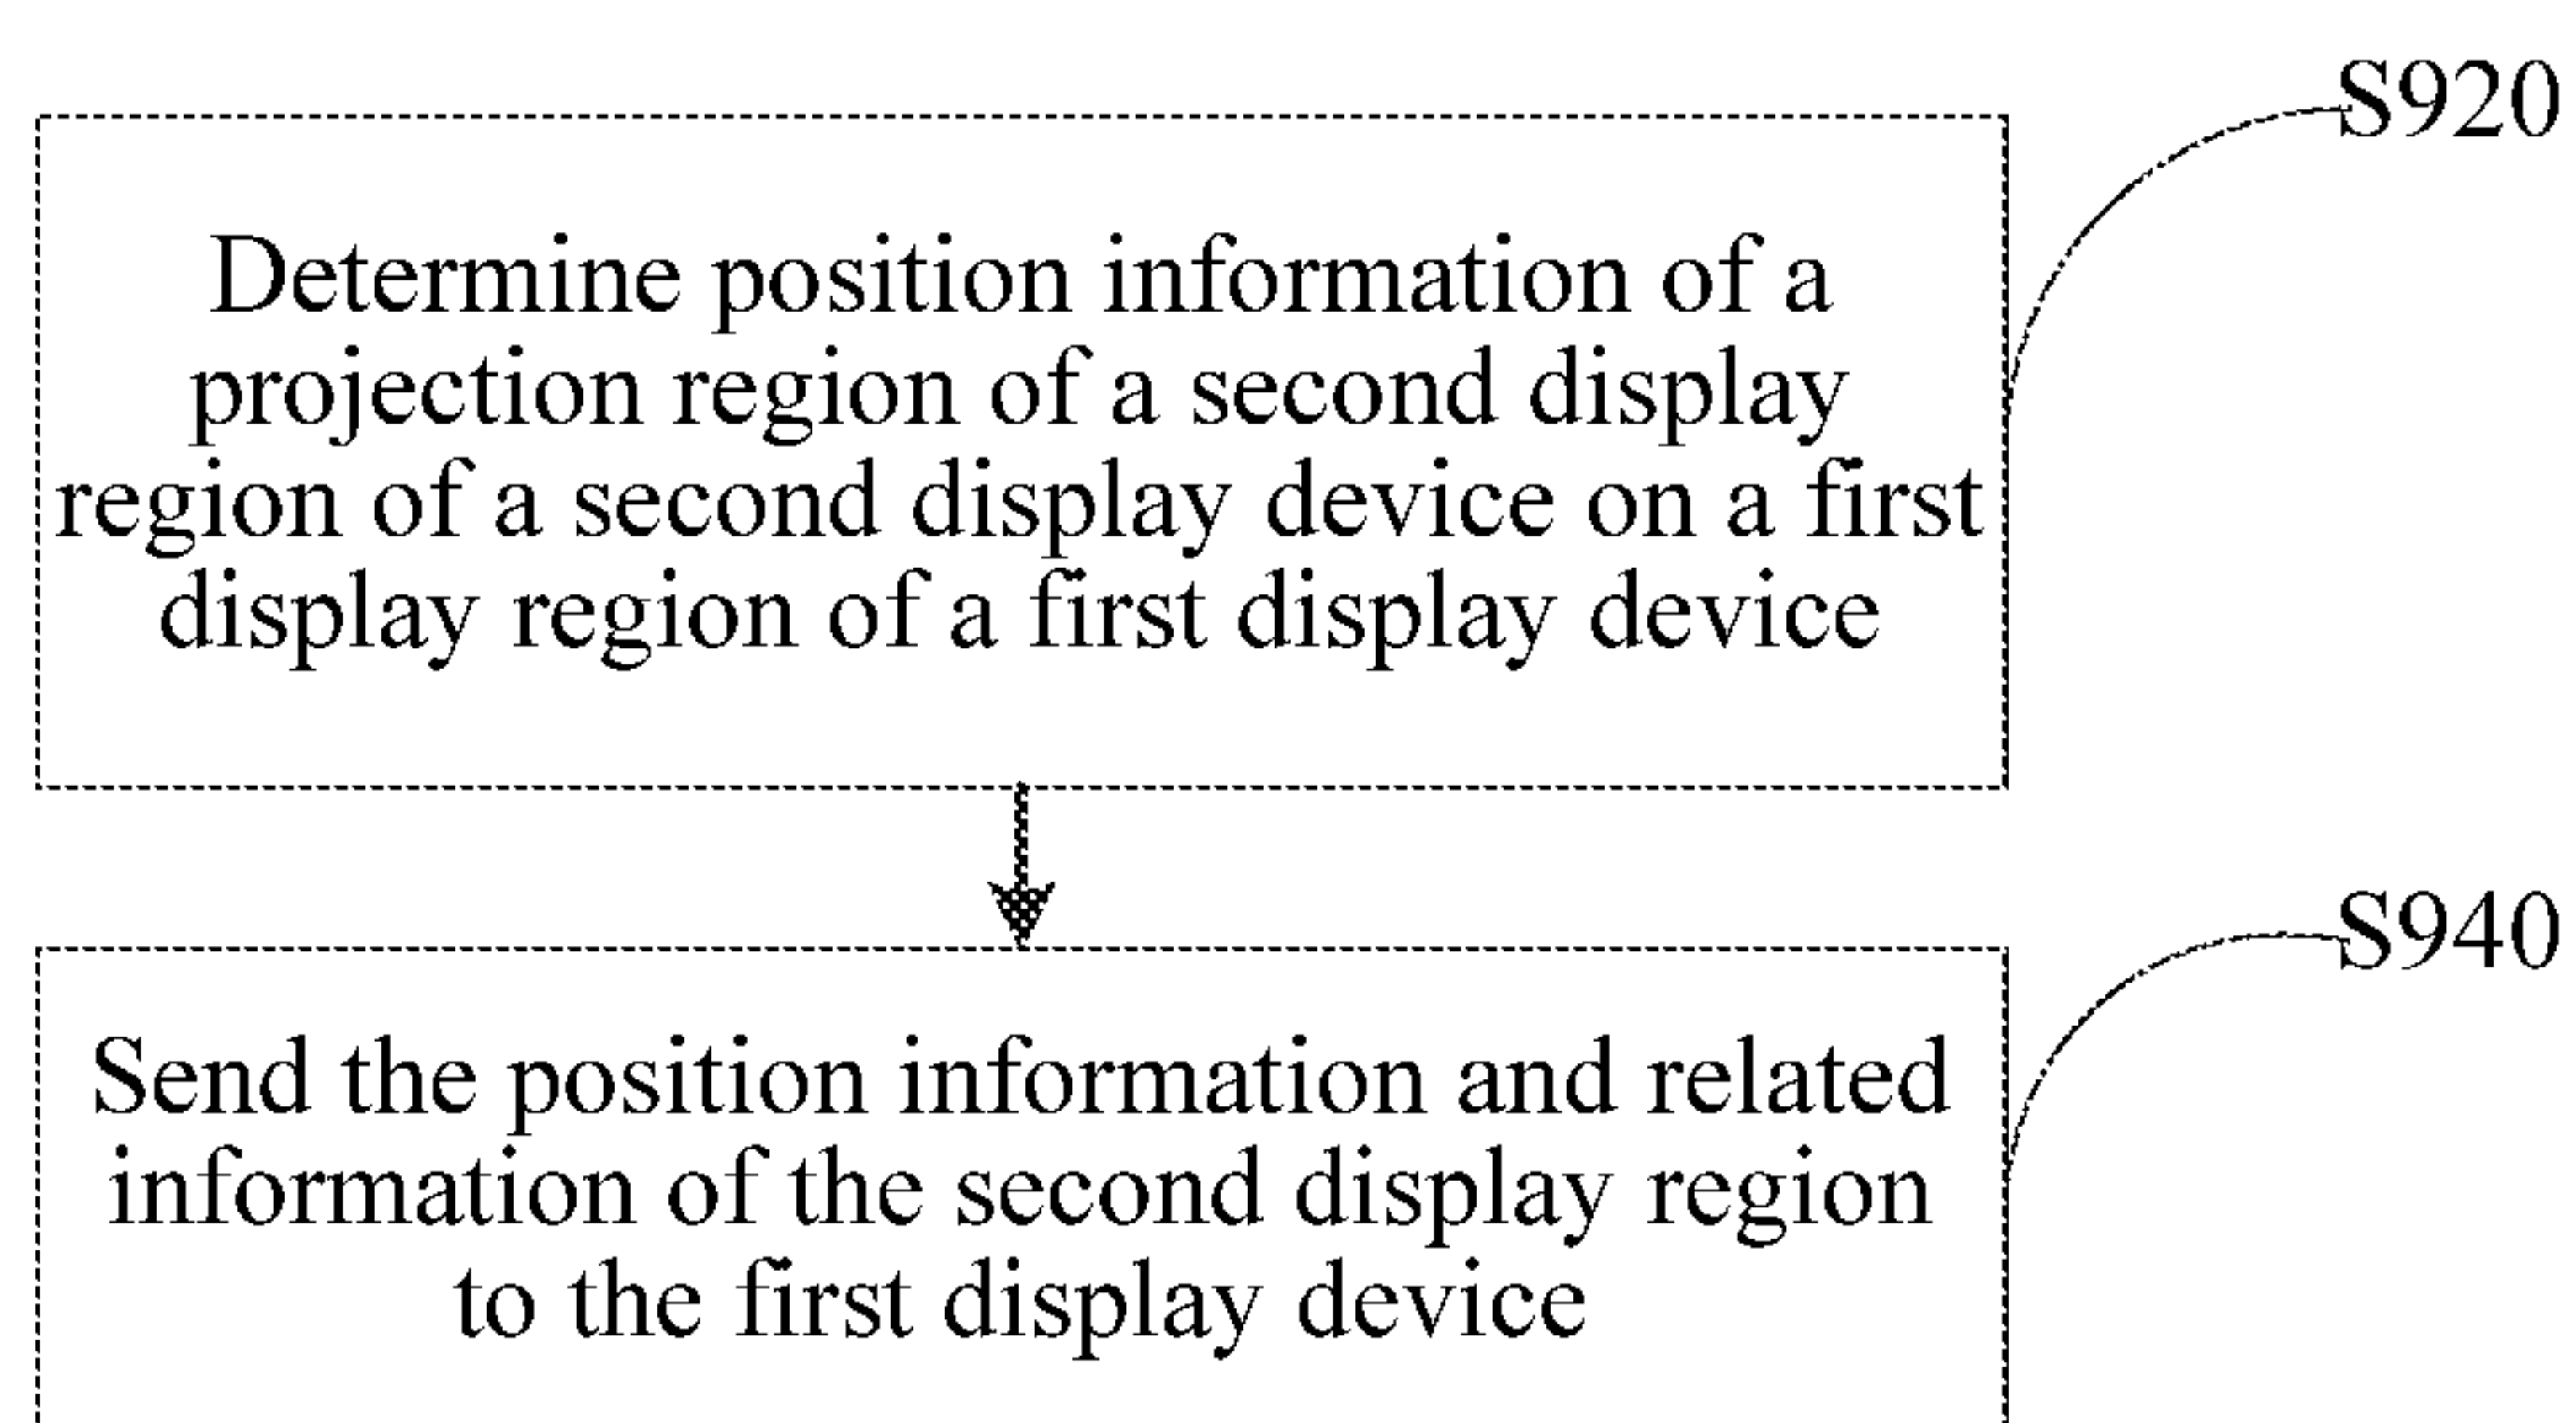 S920
Determine position information of a
projection region of a second display
region of a second display device on a first
display region of a first display device
S940
Send the position information and related
information of the second display region
to the first display device